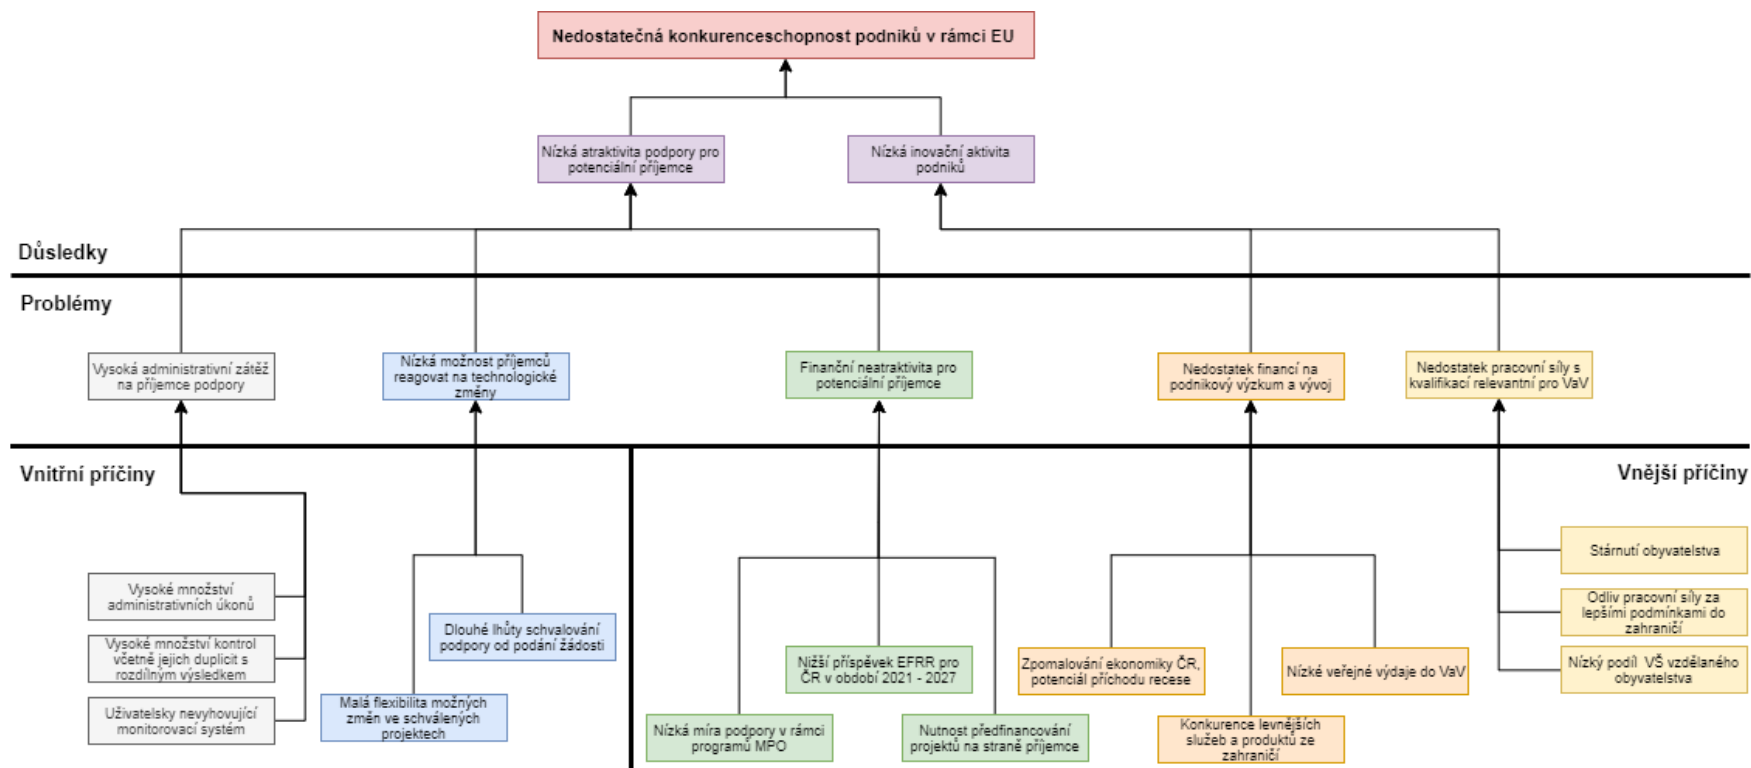 Nedostatečná konkurenceschopnost podniků v rámci EU
Nízká atraktivita podpory pro
potenciální příjemce
Nízká inovační aktivita
podniků
Důsledky
Problémy
Vysoká administrativní zátěž
na příjemce podpory
Nízká možnost příjemců
reagovat na technologické
změny
Finanční neatraktivita pro
potenciální příjemce
Nedostatek financí na
podnikový výzkum a vývoj
Nedostatek pracovní síly s
kvalifikací relevantní pro VaV
Vnitřní příčiny
Vnější příčiny
Vysoké množství
administrativních úkonů
Vysoké množství kontrol
včetně jejich duplicit s
rozdílným výsledkem
Uživatelsky nevyhovující
monitorovací systém
Dlouhé lhůty schvalování
podpory od podání žádosti
Malá flexibilita možných
změn ve schválených
projektech
Nižší příspěvek EFRR pro
ČR v období 2021 - 2027
Nízká míra podpory v rámci
programů MPO
Nutnost předfinancování
projektů na straně příjemce
Zpomalování ekonomiky ČR,
potenciál příchodu recese
Nízké veřejné výdaje do VaV
Konkurence levnějších
služeb a produktů ze
zahraničí
Stárnutí obyvatelstva
Odliv pracovní síly za
lepšími podmínkami do
zahraničí
Nízký podíl VŠ vzdělaného
obyvatelstva